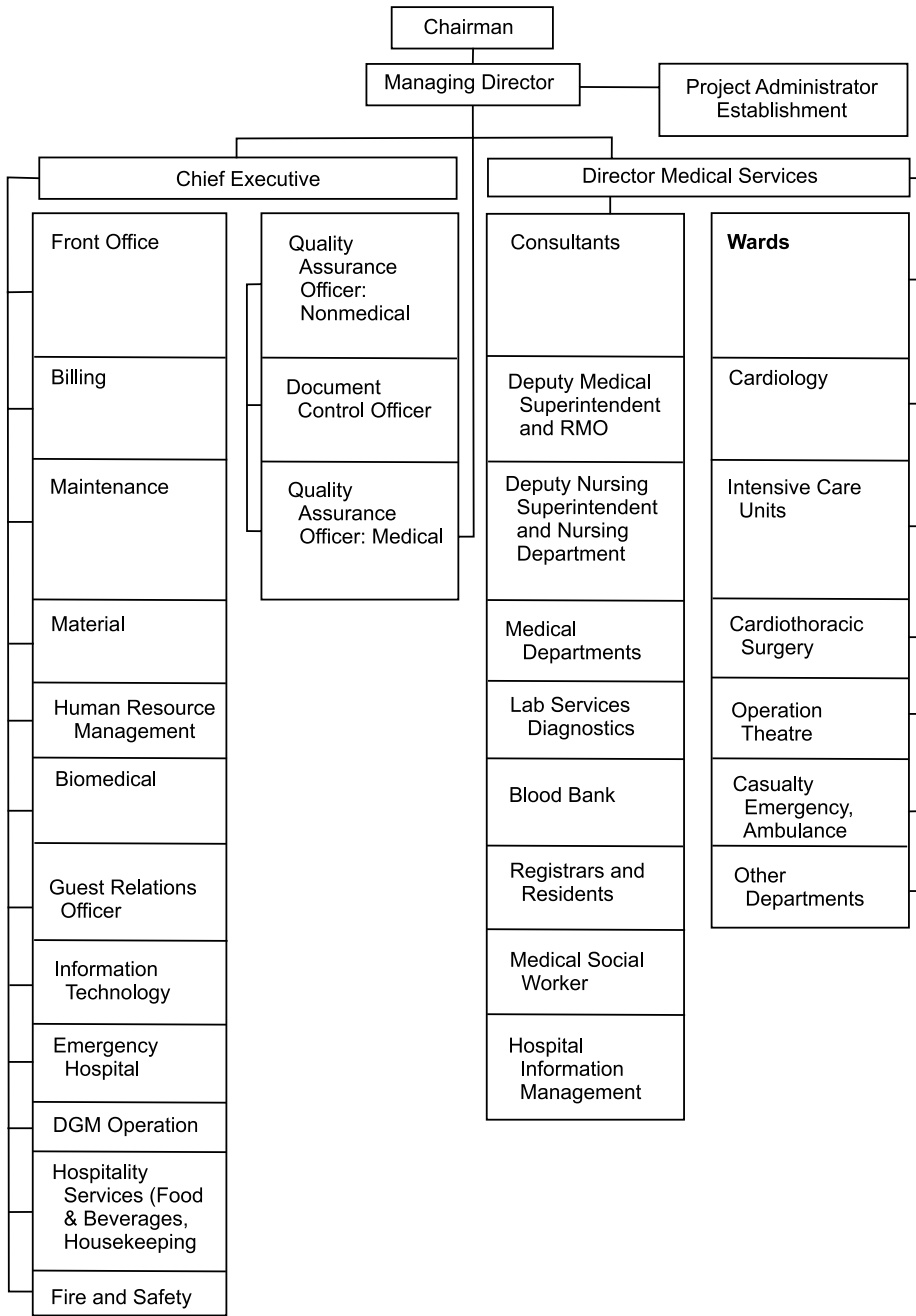 Chairman
Managing Director
Project Administrator
Establishment
Chief Executive
Director Medical Services
Front Office
Billing
Maintenance
Material
Human Resource
Management
Biomedical
Guest Relations
Officer
Information
Technology
Emergency
Hospital
DGM Operation
Hospitality
Services (Food
& Beverages,
Housekeeping
Fire and Safety
Quality
Assurance
Officer:
Nonmedical
Document
Control Officer
Quality
Assurance
Officer: Medical
Consultants
Deputy Medical
Superintendent
and RMO
Deputy Nursing
Superintendent
and Nursing
Department
Medical
Departments
Lab Services
Diagnostics
Blood Bank
Registrars and
Residents
Medical Social
Worker
Hospital
Information
Management
Wards
Cardiology
Intensive Care
Units
Cardiothoracic
Surgery
Operation
Theatre
Casualty
Emergency,
Ambulance
Other
Departments